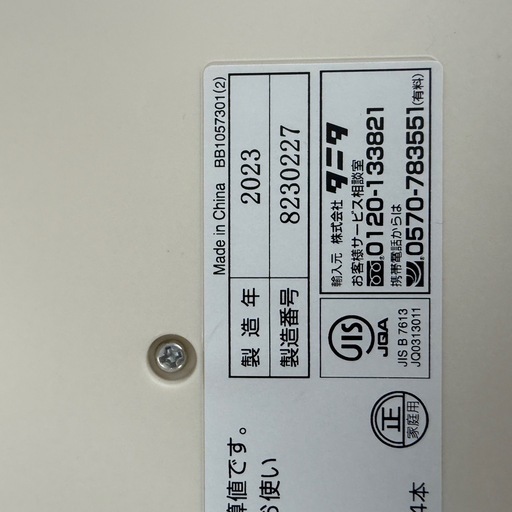 Made in China BB1057301(2)
製造年 2023
製造番号 8230227
輸入元 株式会社 タニタ
お客様サービス相談室
0120-133821
携帯電話からは
0570-783551(有料)
JIS
JQA
JIS B 7613
JQ0313011
正
家庭用
算値です。
お使い
4本